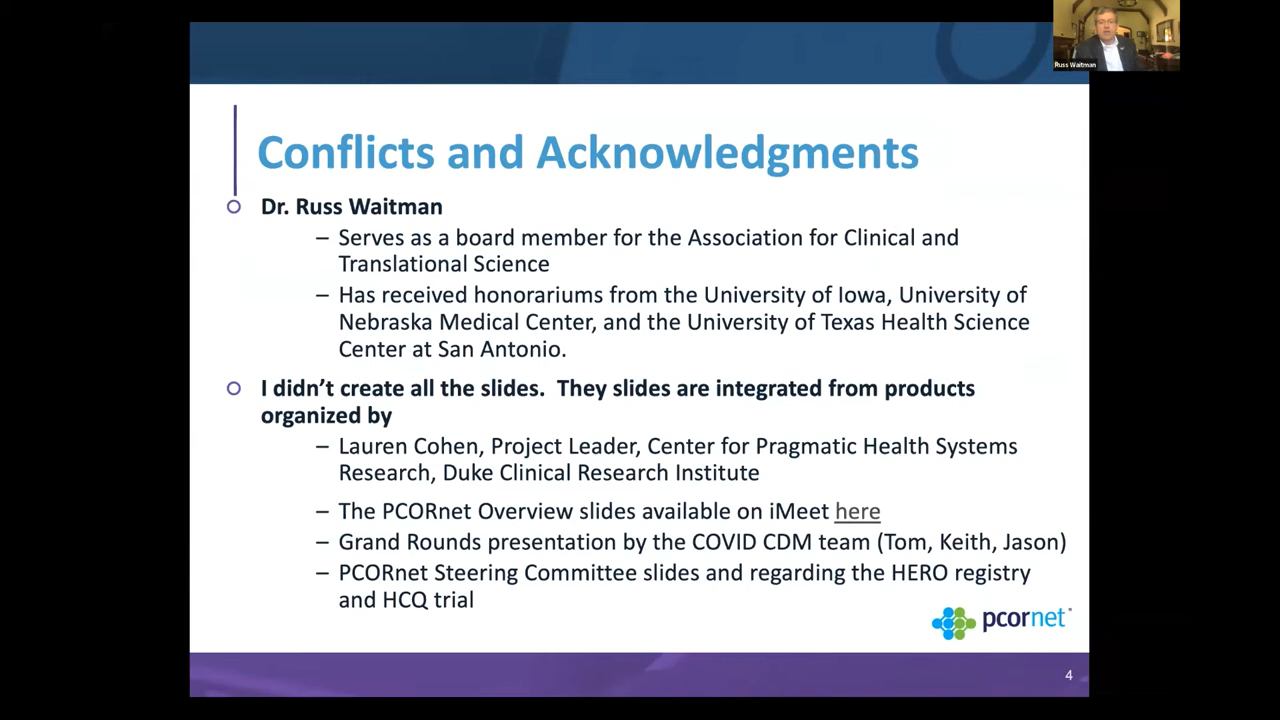 Russ Waitman
Conflicts and Acknowledgments
Dr. Russ Waitman
– Serves as a board member for the Association for Clinical and
Translational Science
– Has received honorariums from the University of Iowa, University of
Nebraska Medical Center, and the University of Texas Health Science
Center at San Antonio.
I didn’t create all the slides.  They slides are integrated from products
organized by
– Lauren Cohen, Project Leader, Center for Pragmatic Health Systems
Research, Duke Clinical Research Institute
– The PCORnet Overview slides available on iMeet here
– Grand Rounds presentation by the COVID CDM team (Tom, Keith, Jason)
– PCORnet Steering Committee slides and regarding the HERO registry
and HCQ trial
pcornet
4